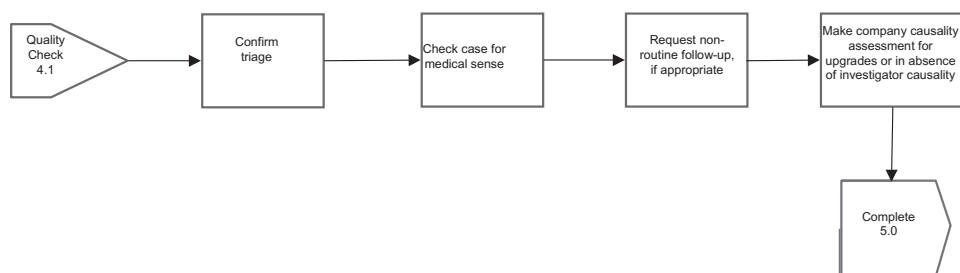 Quality
Check
4.1
Confirm
triage
Check case for
medical sense
Request non-
routine follow-up,
if appropriate
Make company causality
assessment for
upgrades or in absence
of investigator causality
Complete
5.0